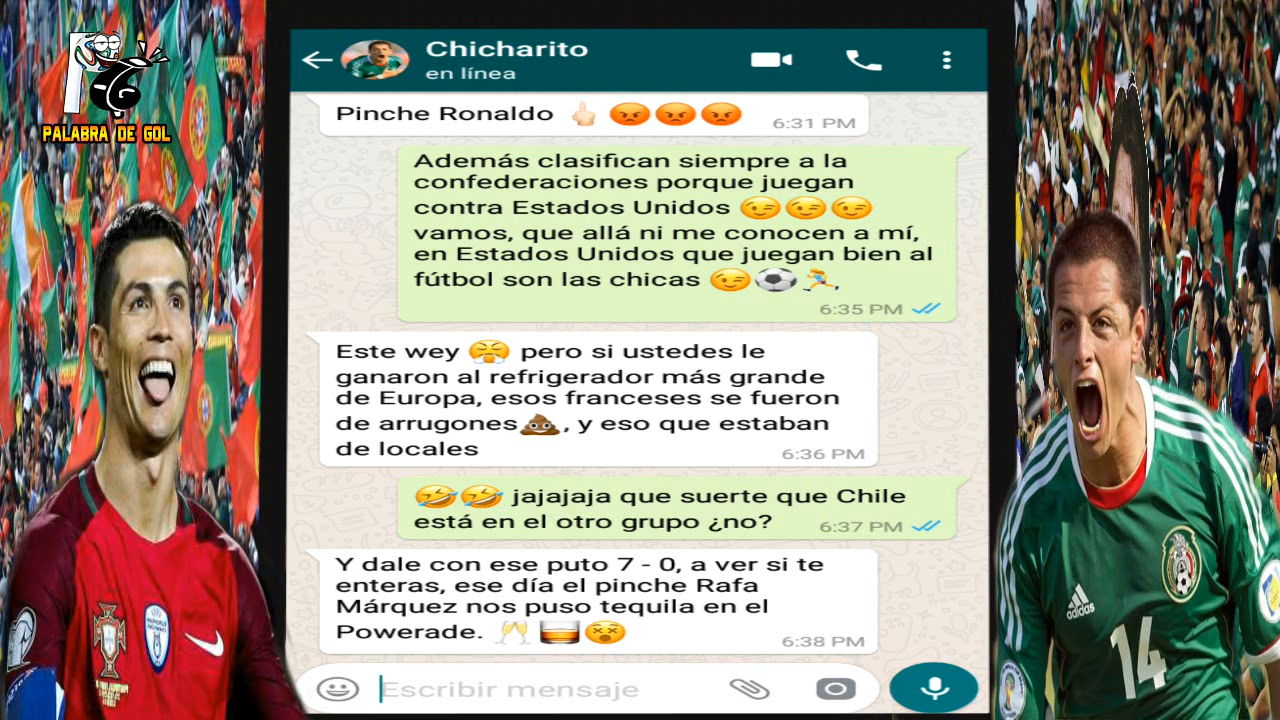 PALABRA DE GOL
Chicharito
en línea
Pinche Ronaldo 🖕🏻 😡😡😡
6:31 PM
Además clasifican siempre a la
confederaciones porque juegan
contra Estados Unidos 😉😉😉
vamos, que allá ni me conocen a mí,
en Estados Unidos que juegan bien al
fútbol son las chicas 😉⚽🏃‍♀️
6:35 PM
Este wey 😤 pero si ustedes le
ganaron al refrigerador más grande
de Europa, esos franceses se fueron
de arrugones💩, y eso que estaban
de locales
6:36 PM
🤣🤣 jajajaja que suerte que Chile
está en el otro grupo ¿no?
6:37 PM
Y dale con ese puto 7 - 0, a ver si te
enteras, ese día el pinche Rafa
Márquez nos puso tequila en el
Powerade. 🥂 🥃 😵
6:38 PM
Escribir mensaje
adidas
14